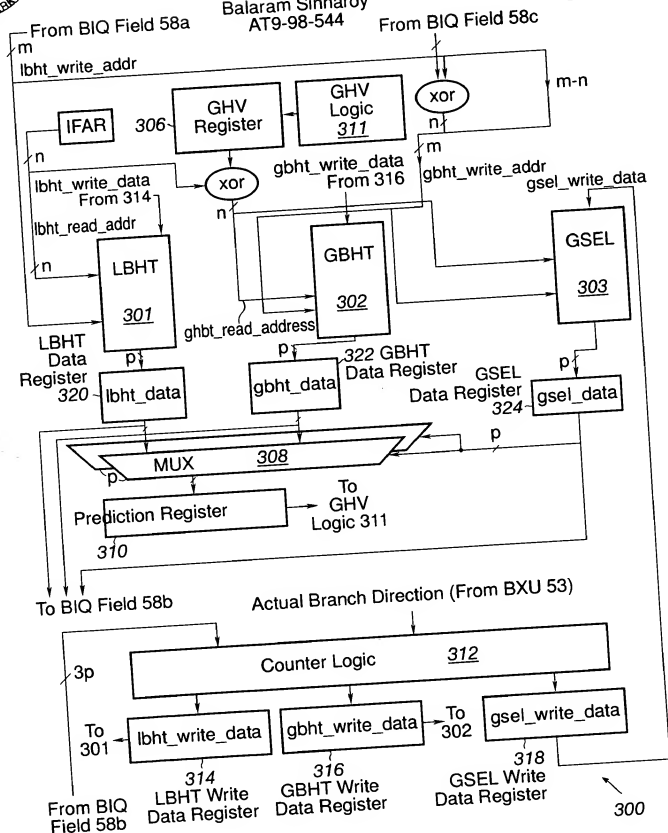 Balaram Sinharoy
AT9-98-544
From BIQ Field 58a
From BIQ Field 58c
m
lbht_write_addr
m-n
IFAR
306
GHV
Register
GHV
Logic
311
xor
n
m
n
lbht_write_data
From 314
xor
gbht_write_data
From 316
gbht_write_addr
gsel_write_data
lbht_read_addr
n
n
LBHT
301
GBHT
302
GSEL
303
ghbt_read_address
LBHT
Data
Register
320
p
lbht_data
p
gbht_data
322 GBHT
Data Register
GSEL
Data Register
324
p
gsel_data
MUX
308
p
p
Prediction Register
310
To
GHV
Logic 311
To BIQ Field 58b
Actual Branch Direction (From BXU 53)
3p
Counter Logic
312
To
301
lbht_write_data
gbht_write_data
To
302
gsel_write_data
314
LBHT Write
Data Register
316
GBHT Write
Data Register
318
GSEL Write
Data Register
From BIQ
Field 58b
300